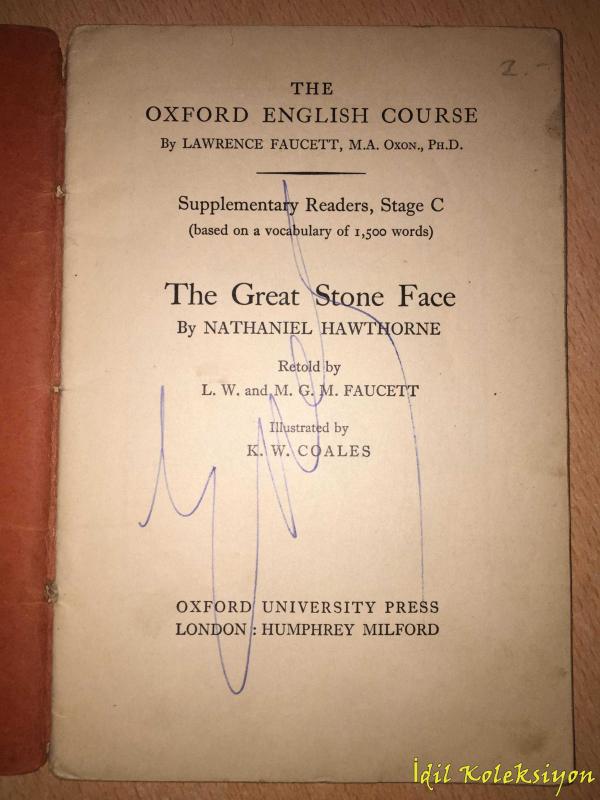 1.-
THE
OXFORD ENGLISH COURSE
By LAWRENCE FAUCETT, M.A. Oxon., Ph.D.
Supplementary Readers, Stage C
(based on a vocabulary of 1,500 words)
The Great Stone Face
By NATHANIEL HAWTHORNE
Retold by
L. W. and M. G. M. FAUCETT
Illustrated by
K. W. COALES
OXFORD UNIVERSITY PRESS
LONDON : HUMPHREY MILFORD
İdil Koleksiyon